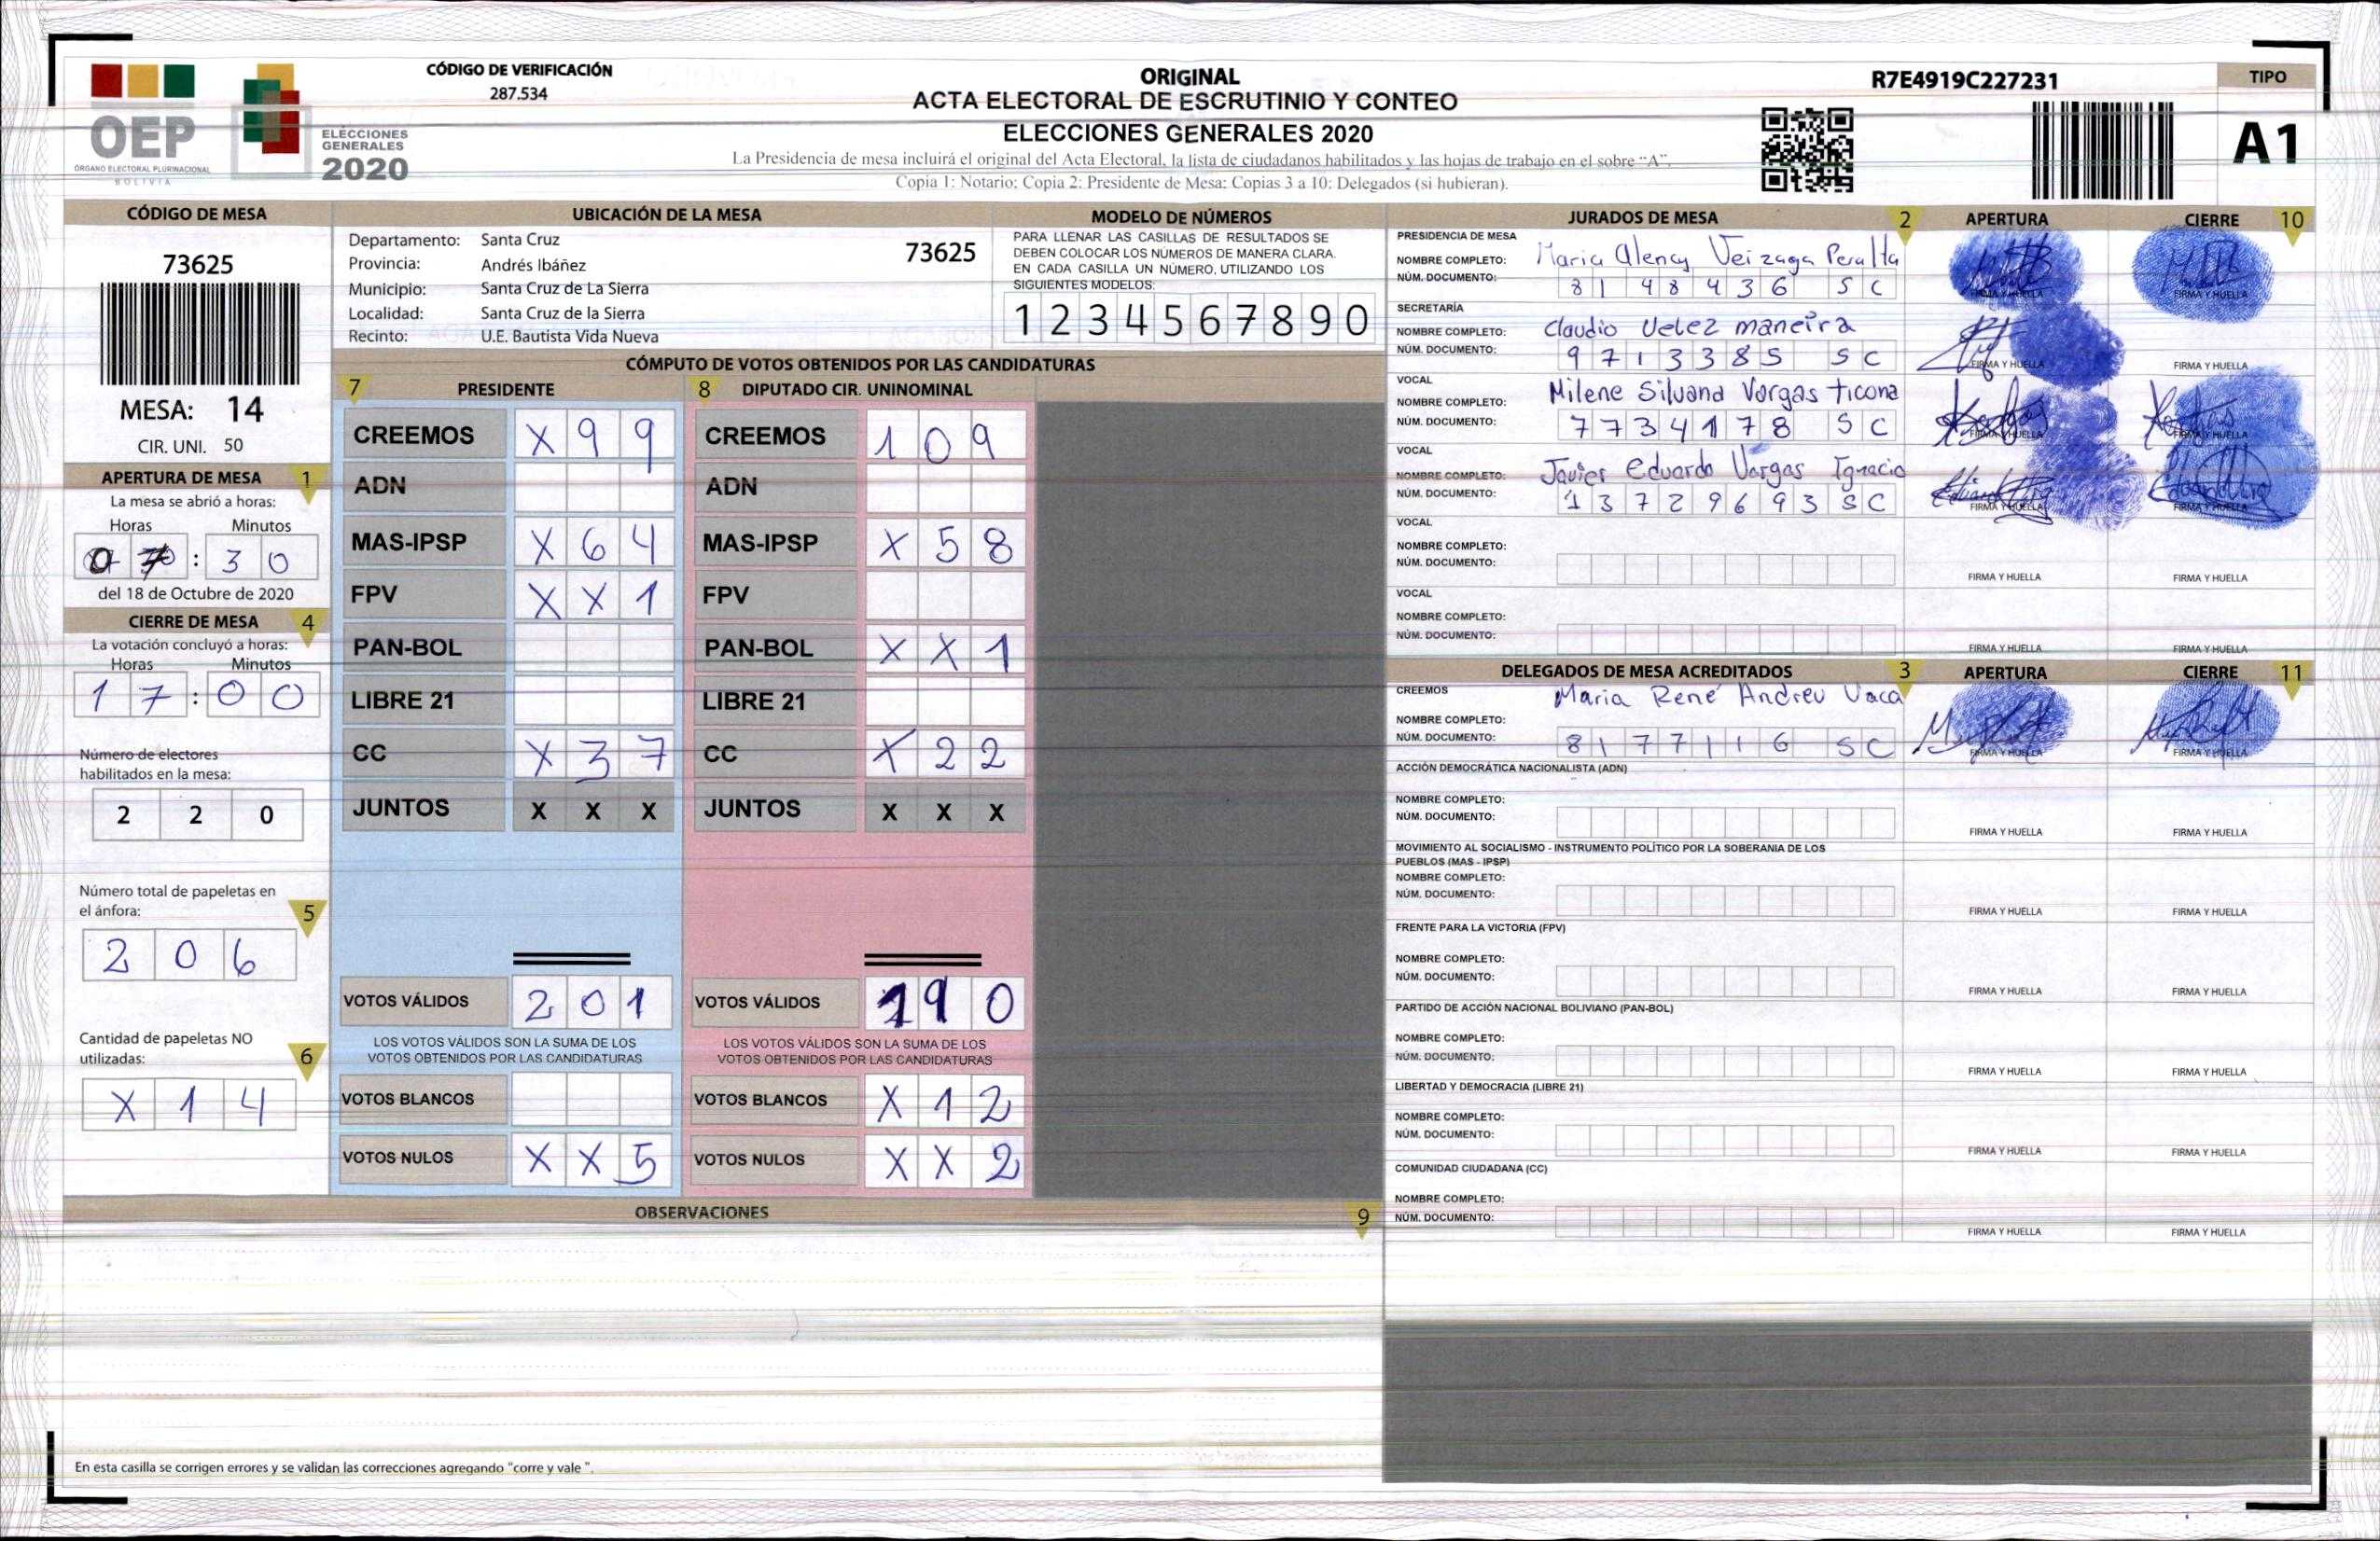 CÓDIGO DE VERIFICACIÓN
287.534
OEP
ÓRGANO ELECTORAL PLURINACIONAL
BOLIVIA
ELECCIONES
GENERALES
2020
ORIGINAL
ACTA ELECTORAL DE ESCRUTINIO Y CONTEO
ELECCIONES GENERALES 2020
La Presidencia de mesa incluirá el original del Acta Electoral, la lista de ciudadanos habilitados y las hojas de trabajo en el sobre "A".
Copia 1: Notario: Copia 2: Presidente de Mesa: Copias 3 a 10: Delegados (si hubieran).
R7E4919C227231
TIPO
A1
CÓDIGO DE MESA
73625
MESA: 14
CIR. UNI. 50
APERTURA DE MESA 1
La mesa se abrió a horas:
Horas Minutos
0 7 : 3 0
del 18 de Octubre de 2020
CIERRE DE MESA 4
La votación concluyó a horas:
Horas Minutos
1 7 : 0 0
Número de electores
habilitados en la mesa:
2 2 0
Número total de papeletas en
el ánfora: 5
2 0 6
Cantidad de papeletas NO
utilizadas: 6
X 1 4
UBICACIÓN DE LA MESA
Departamento: Santa Cruz 73625
Provincia: Andrés Ibáñez
Municipio: Santa Cruz de La Sierra
Localidad: Santa Cruz de la Sierra
Recinto: U.E. Bautista Vida Nueva
MODELO DE NÚMEROS
PARA LLENAR LAS CASILLAS DE RESULTADOS SE
DEBEN COLOCAR LOS NÚMEROS DE MANERA CLARA.
EN CADA CASILLA UN NÚMERO, UTILIZANDO LOS
SIGUIENTES MODELOS:
1 2 3 4 5 6 7 8 9 0
CÓMPUTO DE VOTOS OBTENIDOS POR LAS CANDIDATURAS
7 PRESIDENTE
CREEMOS X 9 9
ADN
MAS-IPSP X 6 4
FPV X X 1
PAN-BOL
LIBRE 21
CC X 3 7
JUNTOS X X X
VOTOS VÁLIDOS 2 0 1
LOS VOTOS VÁLIDOS SON LA SUMA DE LOS
VOTOS OBTENIDOS POR LAS CANDIDATURAS
VOTOS BLANCOS
VOTOS NULOS X X 5
8 DIPUTADO CIR. UNINOMINAL
CREEMOS 1 0 9
ADN
MAS-IPSP X 5 8
FPV
PAN-BOL X X 1
LIBRE 21
CC X 2 2
JUNTOS X X X
VOTOS VÁLIDOS 1 9 0
LOS VOTOS VÁLIDOS SON LA SUMA DE LOS
VOTOS OBTENIDOS POR LAS CANDIDATURAS
VOTOS BLANCOS X 1 2
VOTOS NULOS X X 2
OBSERVACIONES 9
En esta casilla se corrigen errores y se validan las correcciones agregando "corre y vale ".
JURADOS DE MESA 2 APERTURA CIERRE 10
PRESIDENCIA DE MESA
NOMBRE COMPLETO: Maria Alency Veizaga Peralta
NÚM. DOCUMENTO: 8 1 4 8 4 3 6 S C
FIRMA Y HUELLA FIRMA Y HUELLA
SECRETARÍA
NOMBRE COMPLETO: Claudio Velez maneira
NÚM. DOCUMENTO: 9 7 1 3 3 8 5 S C
FIRMA Y HUELLA FIRMA Y HUELLA
VOCAL
NOMBRE COMPLETO: Milene Silvana Vargas ticona
NÚM. DOCUMENTO: 7 7 3 4 1 7 8 S C
FIRMA Y HUELLA FIRMA Y HUELLA
VOCAL
NOMBRE COMPLETO: Javier Eduardo Vargas Ignacio
NÚM. DOCUMENTO: 1 3 7 2 9 6 9 3 S C
FIRMA Y HUELLA FIRMA Y HUELLA
VOCAL
NOMBRE COMPLETO:
NÚM. DOCUMENTO:
FIRMA Y HUELLA FIRMA Y HUELLA
VOCAL
NOMBRE COMPLETO:
NÚM. DOCUMENTO:
FIRMA Y HUELLA FIRMA Y HUELLA
DELEGADOS DE MESA ACREDITADOS 3 APERTURA CIERRE 11
CREEMOS
NOMBRE COMPLETO: Maria René Andreu Vaca
NÚM. DOCUMENTO: 8 1 7 7 1 1 6 S C
FIRMA Y HUELLA FIRMA Y HUELLA
ACCIÓN DEMOCRÁTICA NACIONALISTA (ADN)
NOMBRE COMPLETO:
NÚM. DOCUMENTO:
FIRMA Y HUELLA FIRMA Y HUELLA
MOVIMIENTO AL SOCIALISMO - INSTRUMENTO POLÍTICO POR LA SOBERANIA DE LOS
PUEBLOS (MAS - IPSP)
NOMBRE COMPLETO:
NÚM. DOCUMENTO:
FIRMA Y HUELLA FIRMA Y HUELLA
FRENTE PARA LA VICTORIA (FPV)
NOMBRE COMPLETO:
NÚM. DOCUMENTO:
FIRMA Y HUELLA FIRMA Y HUELLA
PARTIDO DE ACCIÓN NACIONAL BOLIVIANO (PAN-BOL)
NOMBRE COMPLETO:
NÚM. DOCUMENTO:
FIRMA Y HUELLA FIRMA Y HUELLA
LIBERTAD Y DEMOCRACIA (LIBRE 21)
NOMBRE COMPLETO:
NÚM. DOCUMENTO:
FIRMA Y HUELLA FIRMA Y HUELLA
COMUNIDAD CIUDADANA (CC)
NOMBRE COMPLETO:
NÚM. DOCUMENTO:
FIRMA Y HUELLA FIRMA Y HUELLA